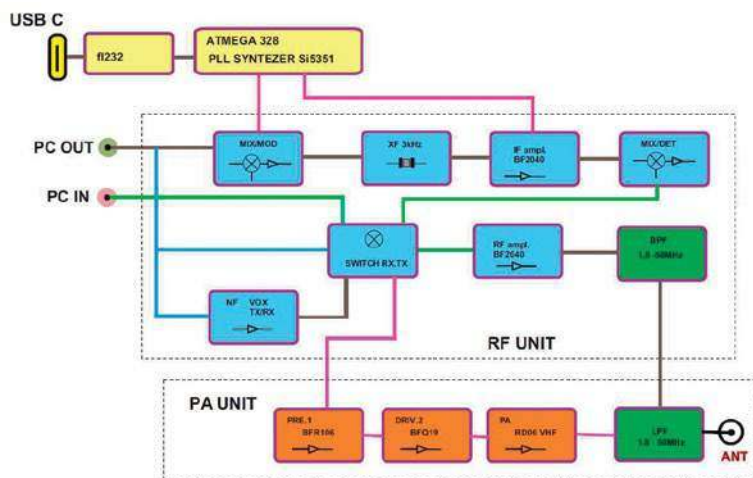 USB C
fI232
ATMEGA 328
PLL SYNTEZER Si5351
PC OUT
MIX/MOD
XF 3kHz
IF ampl.
BF2040
MIX/DET
PC IN
SWITCH RX,TX
RF ampl.
BF2040
BPF
1,8 -50MHz
NF VOX
TX/RX
RF UNIT
PA UNIT
PRE.1
BFR106
DRIV.2
BFQ19
PA
RD06 VHF
LPF
1,8 - 50MHz
ANT